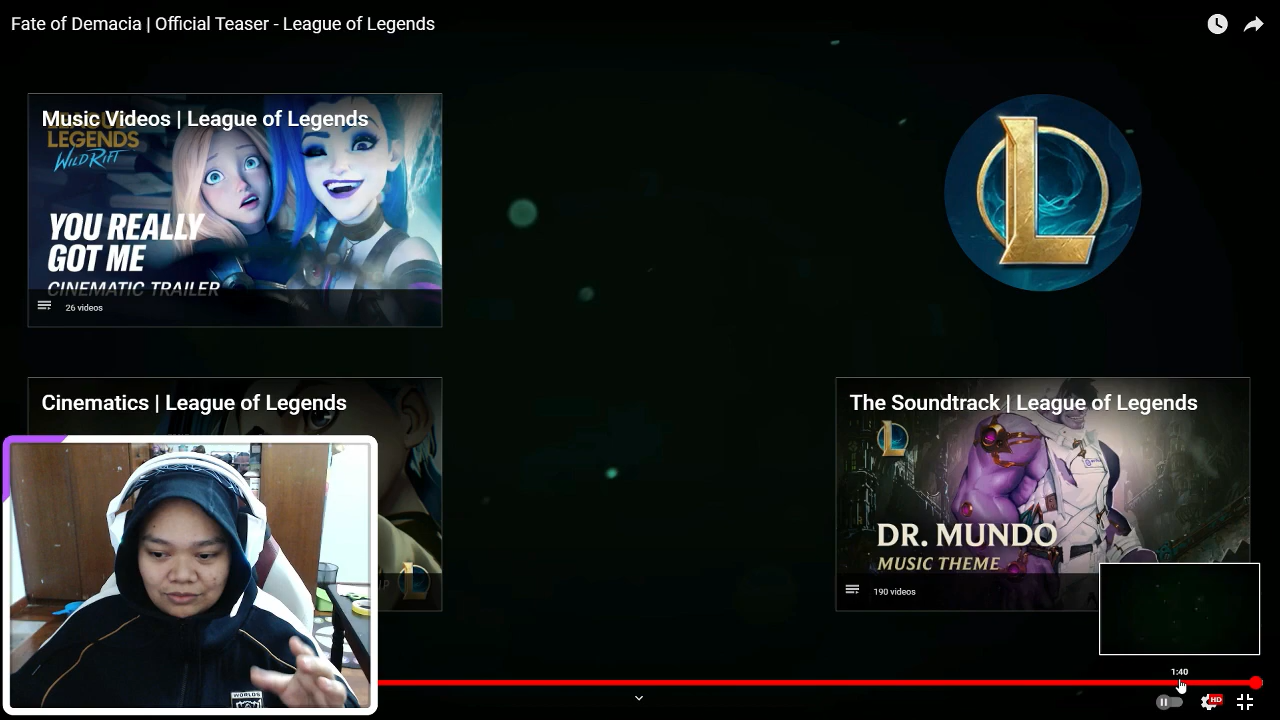 Fate of Demacia | Official Teaser - League of Legends
Music Videos | League of Legends
LEGENDS
WILD RIFT
YOU REALLY
GOT ME
CINEMATIC TRAILER
26 videos
Cinematics | League of Legends
The Soundtrack | League of Legends
DR. MUNDO
MUSIC THEME
190 videos
WORLDS
1:40
HD